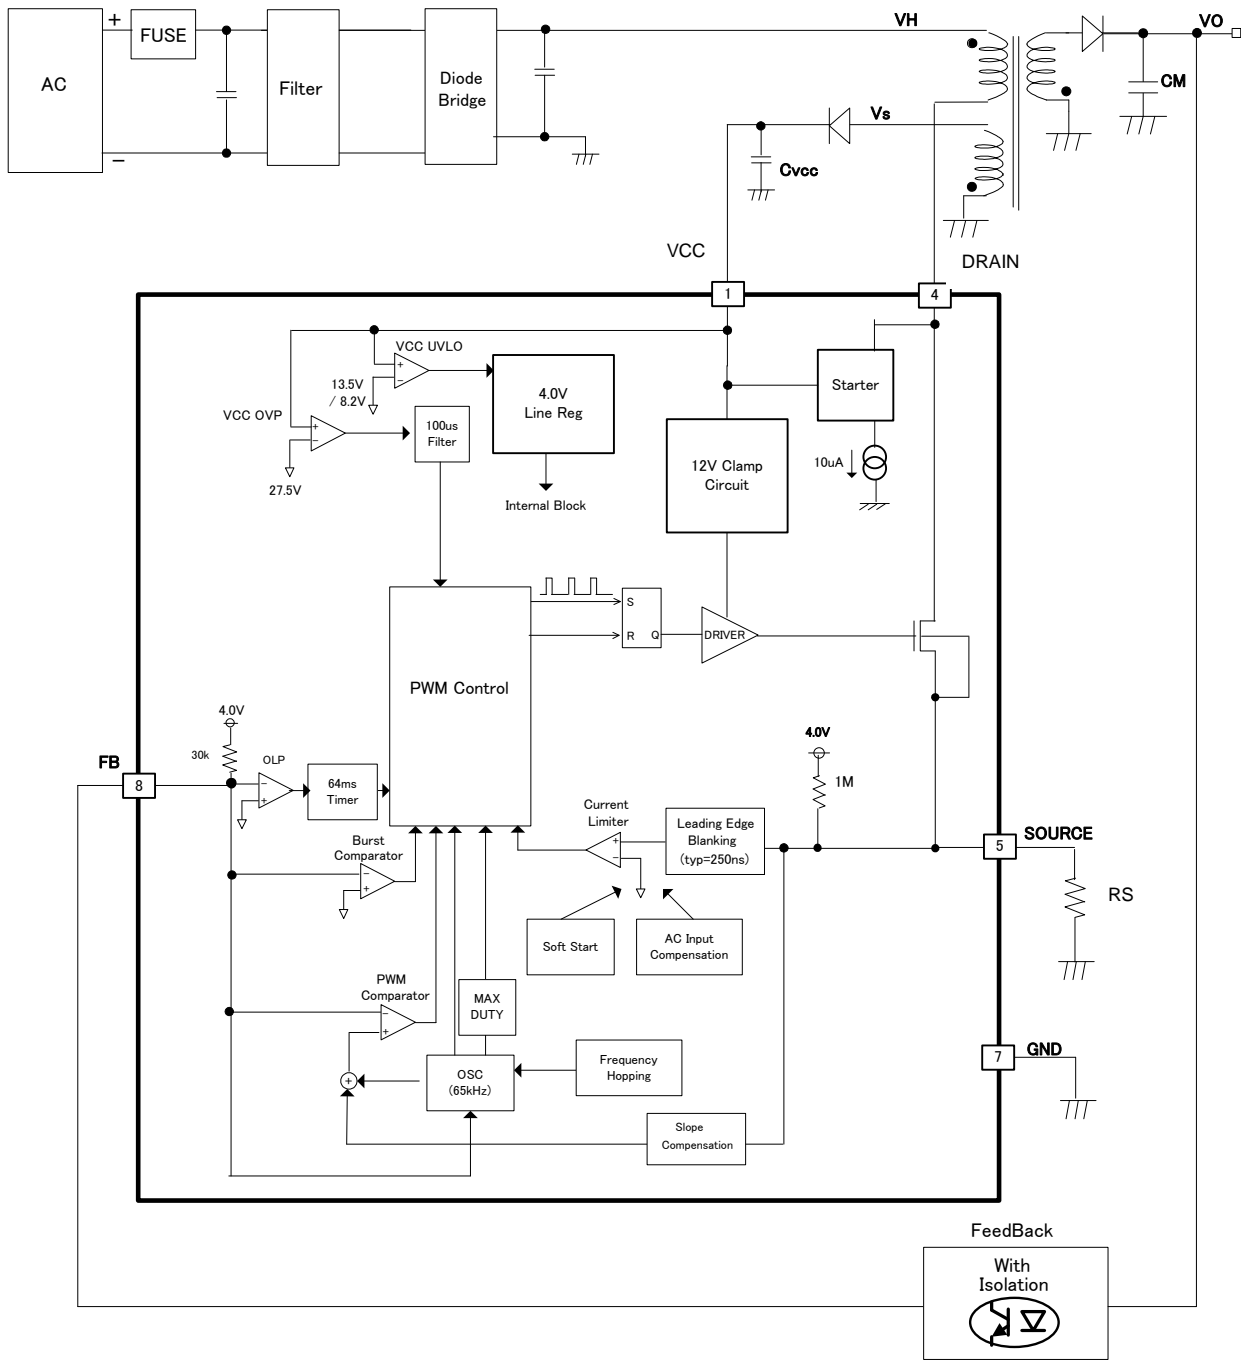 +
FUSE
AC
−
Filter
Diode
Bridge
VH
VO
CM
Vs
Cvcc
VCC
DRAIN
1
4
VCC UVLO
+
−
13.5V
/ 8.2V
4.0V
Line Reg
Starter
VCC OVP
+
−
100us
Filter
27.5V
Internal Block
12V Clamp
Circuit
10uA
S
R
Q
DRIVER
PWM Control
4.0V
30k
OLP
−
+
FB
8
64ms
Timer
4.0V
1M
Current
Limiter
+
−
Leading Edge
Blanking
(typ=250ns)
SOURCE
5
RS
Burst
Comparator
−
+
Soft Start
AC Input
Compensation
PWM
Comparator
−
+
MAX
DUTY
+
OSC
(65kHz)
Frequency
Hopping
7
GND
Slope
Compensation
FeedBack
With
Isolation